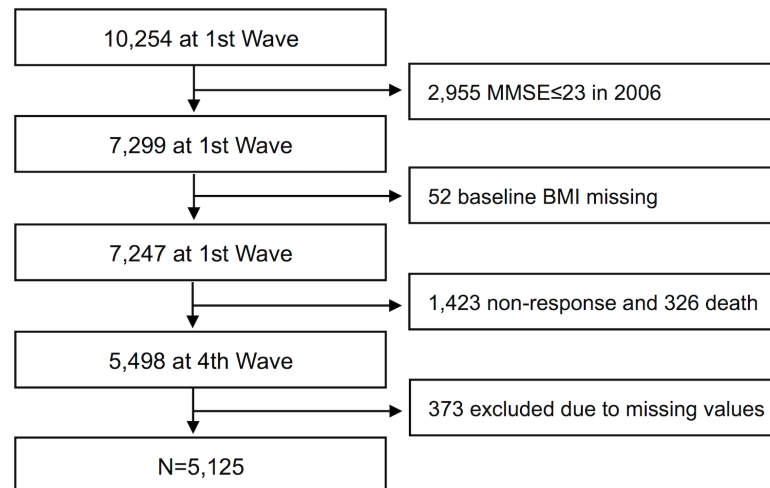 10,254 at 1st Wave
2,955 MMSE≤23 in 2006
7,299 at 1st Wave
52 baseline BMI missing
7,247 at 1st Wave
1,423 non-response and 326 death
5,498 at 4th Wave
373 excluded due to missing values
N=5,125